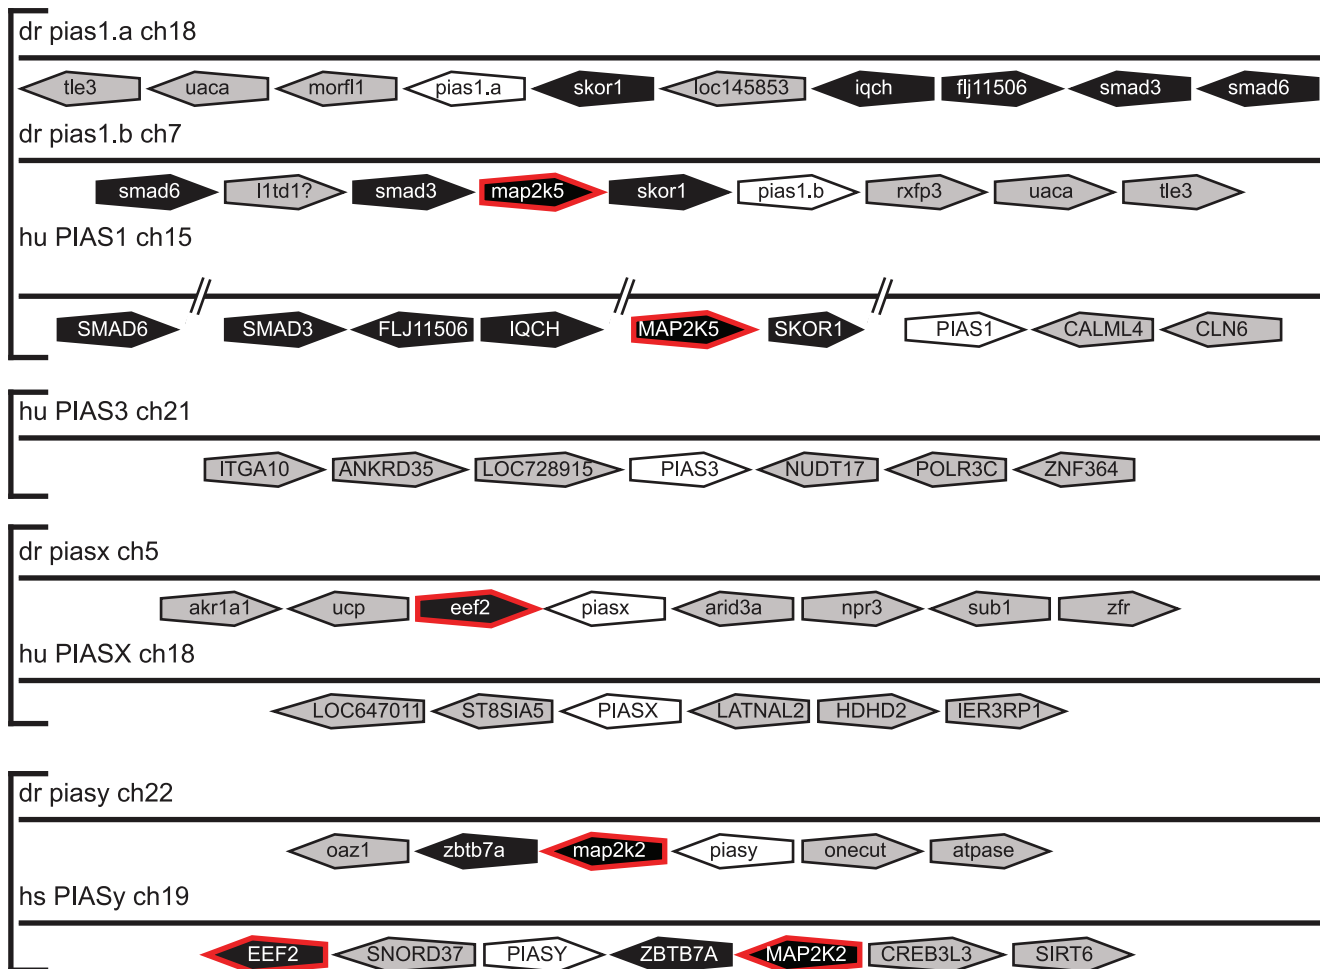 dr pias1.a ch18
tle3 uaca morfl1 pias1.a skor1 loc145853 iqch flj11506 smad3 smad6
dr pias1.b ch7
smad6 l1td1? smad3 map2k5 skor1 pias1.b rxfp3 uaca tle3
hu PIAS1 ch15
SMAD6 SMAD3 FLJ11506 IQCH MAP2K5 SKOR1 PIAS1 CALML4 CLN6
hu PIAS3 ch21
ITGA10 ANKRD35 LOC728915 PIAS3 NUDT17 POLR3C ZNF364
dr piasx ch5
akr1a1 ucp eef2 piasx arid3a npr3 sub1 zfr
hu PIASX ch18
LOC647011 ST8SIA5 PIASX LATNAL2 HDHD2 IER3RP1
dr piasy ch22
oaz1 zbtb7a map2k2 piasy onecut atpase
hs PIASy ch19
EEF2 SNORD37 PIASY ZBTB7A MAP2K2 CREB3L3 SIRT6